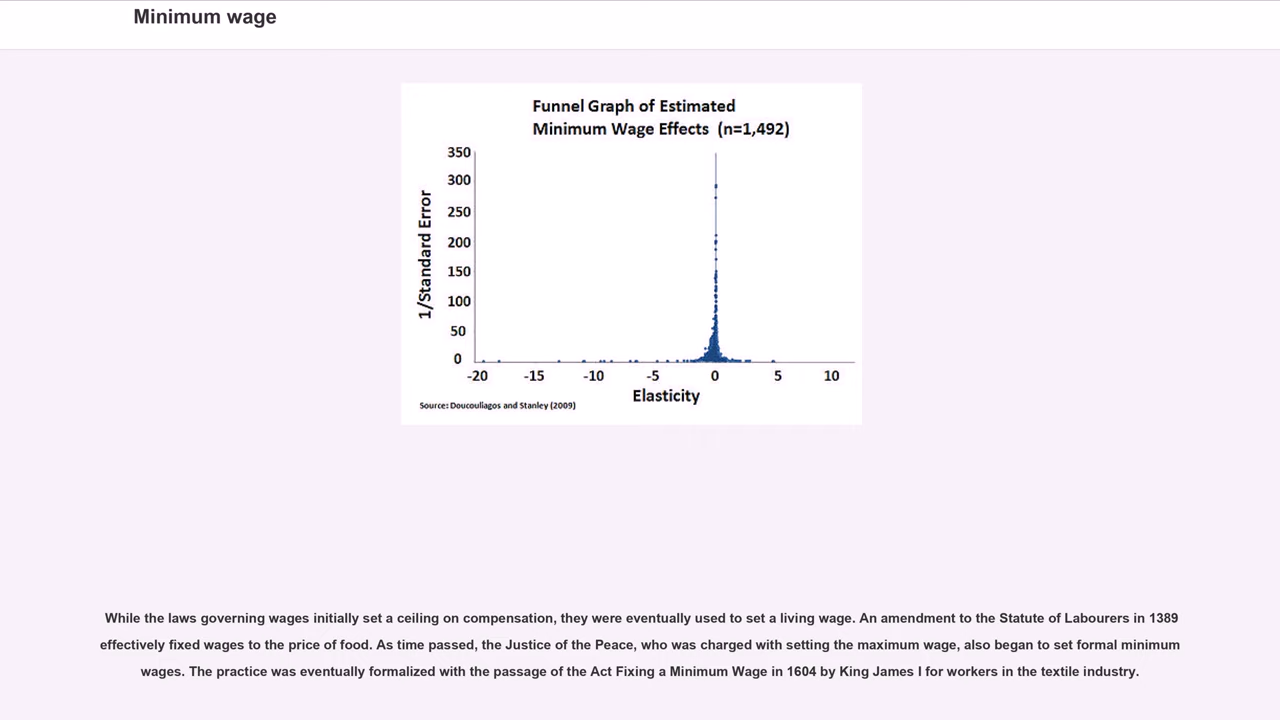 Minimum wage
Funnel Graph of Estimated
Minimum Wage Effects (n=1,492)
350
300
250
200
150
100
50
0
1/Standard Error
-20 -15 -10 -5 0 5 10
Elasticity
Source: Doucouliagos and Stanley (2009)
While the laws governing wages initially set a ceiling on compensation, they were eventually used to set a living wage. An amendment to the Statute of Labourers in 1389
effectively fixed wages to the price of food. As time passed, the Justice of the Peace, who was charged with setting the maximum wage, also began to set formal minimum
wages. The practice was eventually formalized with the passage of the Act Fixing a Minimum Wage in 1604 by King James I for workers in the textile industry.